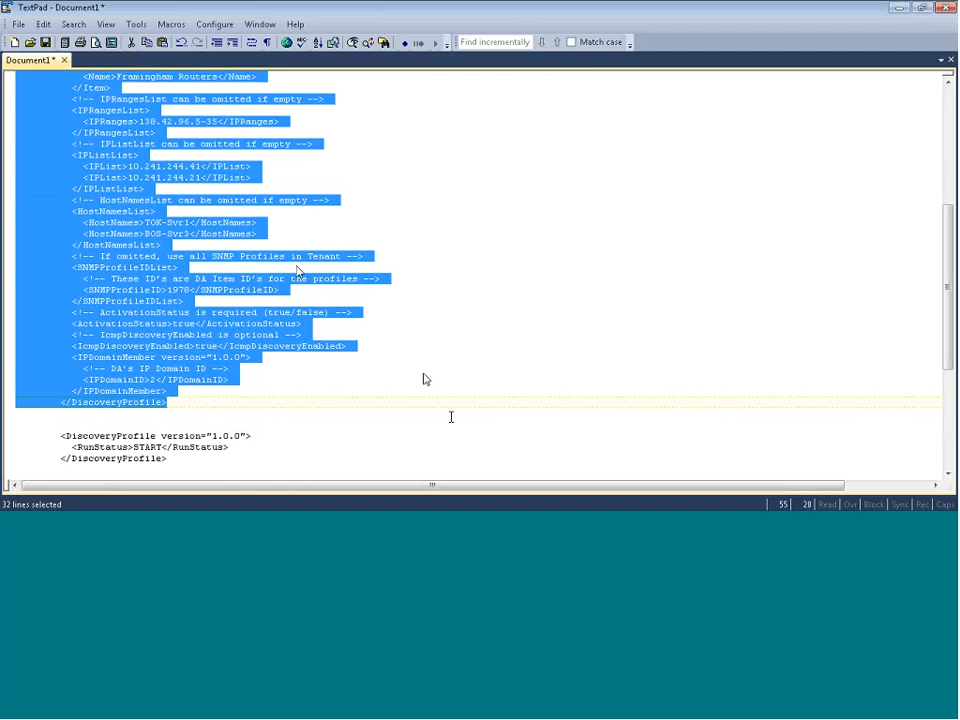 TextPad - Document1 *
File Edit Search View Tools Macros Configure Window Help
Find incrementally Match case
Document1 *
<Name>Framingham Routers</Name>
</Item>
<!-- IPRangesList can be omitted if empty -->
<IPRangesList>
<IPRanges>138.42.96.5-35</IPRanges>
</IPRangesList>
<!-- IPListList can be omitted if empty -->
<IPListList>
<IPList>10.241.244.41</IPList>
<IPList>10.241.244.21</IPList>
</IPListList>
<!-- HostNamesList can be omitted if empty -->
<HostNamesList>
<HostNames>TOK-Svr1</HostNames>
<HostNames>BOS-Svr3</HostNames>
</HostNamesList>
<!-- If omitted, use all SNMP Profiles in Tenant -->
<SNMPProfileIDList>
<!-- These ID's are DA Item ID's for the profiles -->
<SNMPProfileID>1978</SNMPProfileID>
</SNMPProfileIDList>
<!-- ActivationStatus is required (true/false) -->
<ActivationStatus>true</ActivationStatus>
<!-- IcmpDiscoveryEnabled is optional -->
<IcmpDiscoveryEnabled>true</IcmpDiscoveryEnabled>
<IPDomainMember version="1.0.0">
<!-- DA's IP Domain ID -->
<IPDomainID>2</IPDomainID>
</IPDomainMember>
</DiscoveryProfile>
<DiscoveryProfile version="1.0.0">
<RunStatus>START</RunStatus>
</DiscoveryProfile>
32 lines selected 55 28 Read Ovr Block Sync Rec Caps